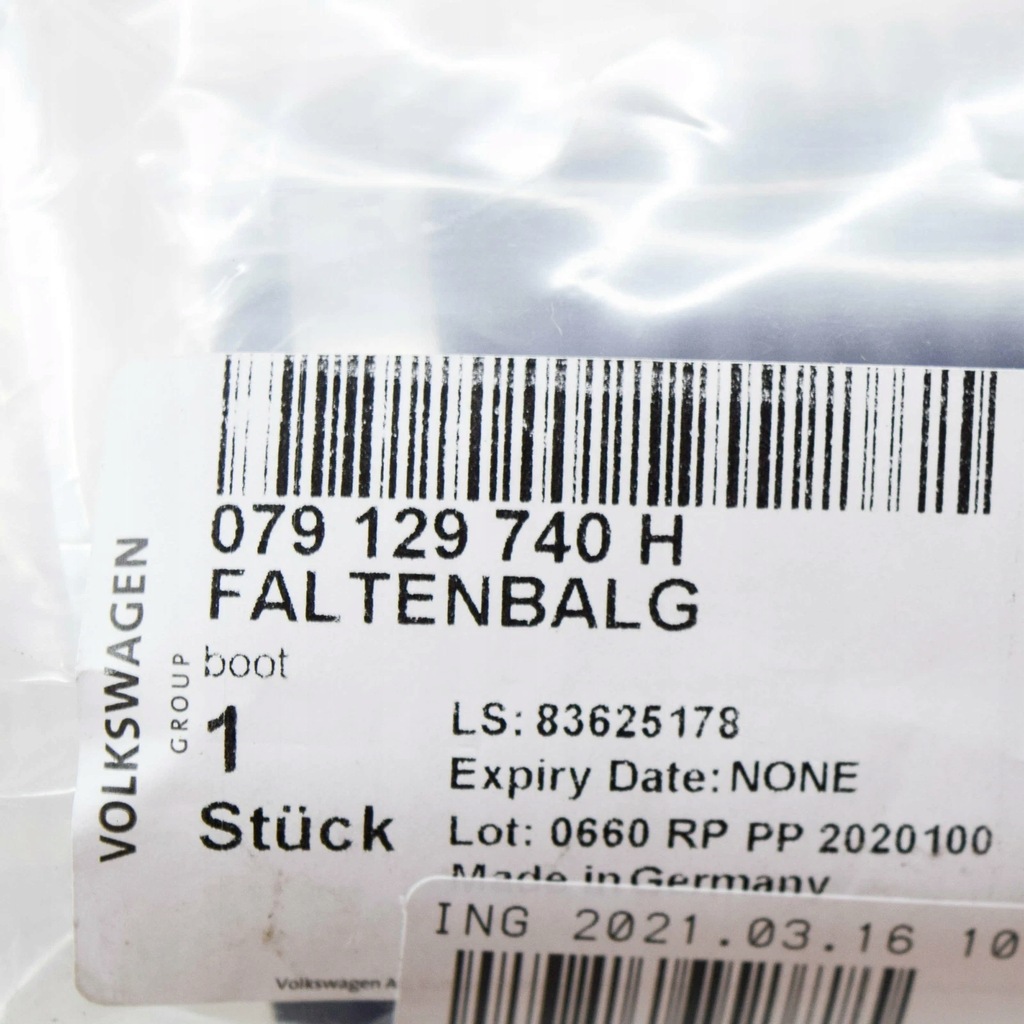 079 129 740 H
FALTENBALG
boot
1
Stück
LS: 83625178
Expiry Date: NONE
Lot: 0660 RP PP 2020100
Made in Germany
VOLKSWAGEN
GROUP
Volkswagen A
ING 2021.03.16 10